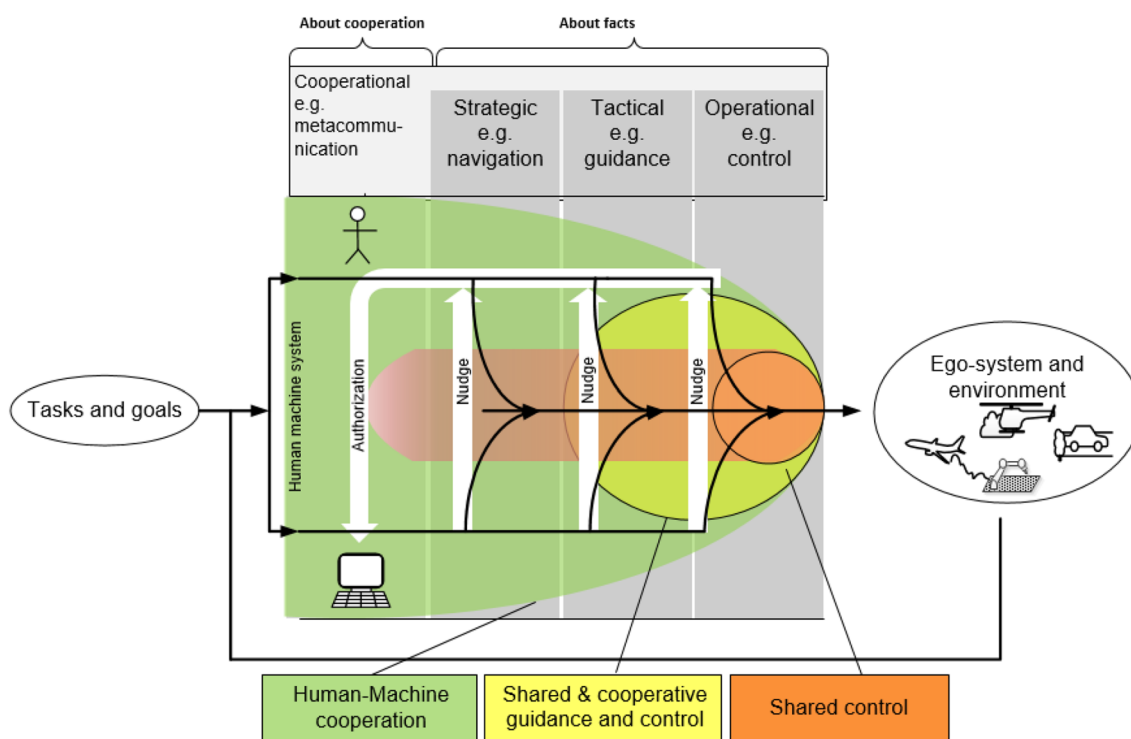 About cooperation
About facts
Cooperational
e.g.
metacommu-
nication
Strategic
e.g.
navigation
Tactical
e.g.
guidance
Operational
e.g.
control
Tasks and goals
Human machine system
Authorization
Nudge
Nudge
Nudge
Ego-system and
environment
Human-Machine
cooperation
Shared & cooperative
guidance and control
Shared control